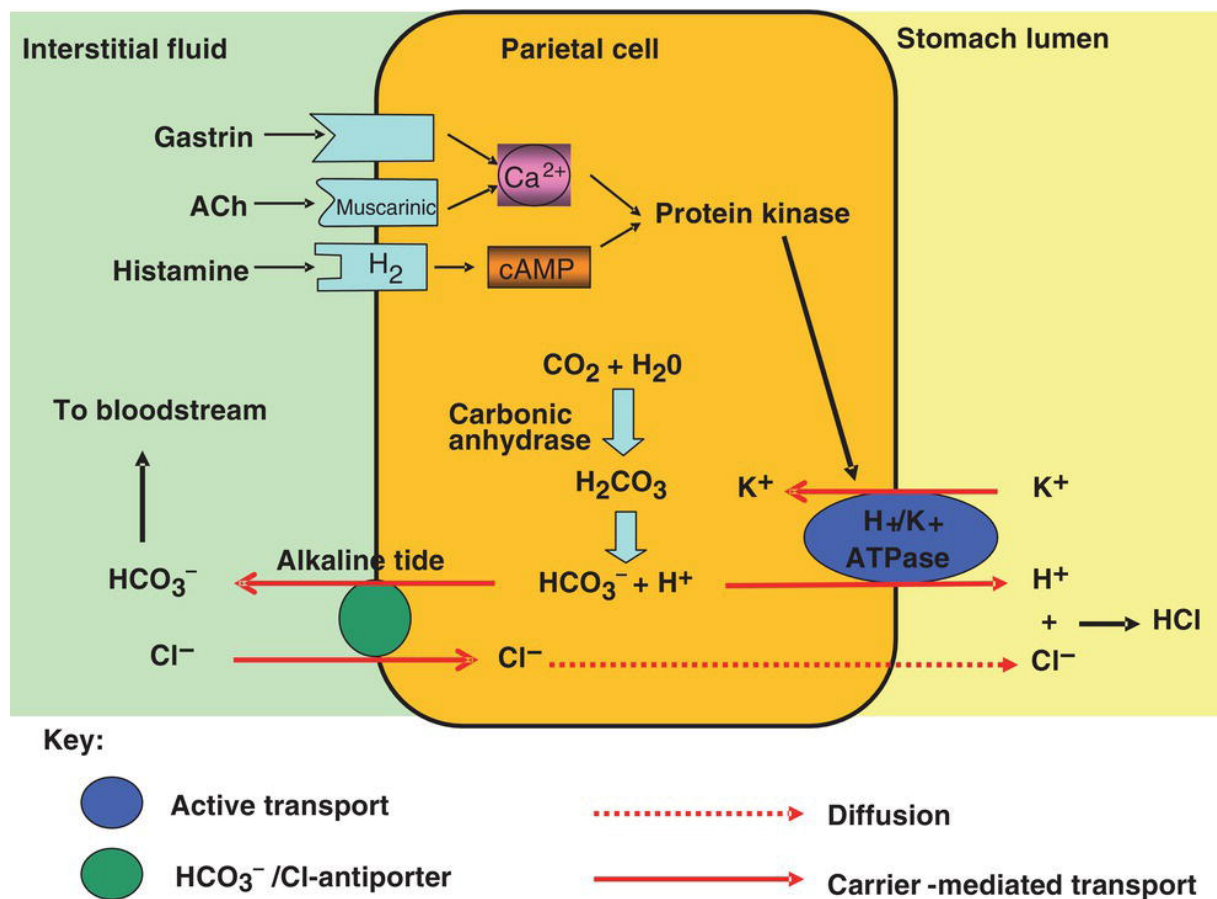 Interstitial fluid
Parietal cell
Stomach lumen
Gastrin
Ca²⁺
ACh
Muscarinic
Protein kinase
Histamine
H₂
cAMP
CO₂ + H₂0
To bloodstream
Carbonic
anhydrase
H₂CO₃
K⁺
K⁺
H+/K+
ATPase
Alkaline tide
HCO₃⁻
HCO₃⁻ + H⁺
H⁺
+
HCl
Cl⁻
Cl⁻
Cl⁻
Key:
Active transport
Diffusion
HCO₃⁻ /Cl-antiporter
Carrier -mediated transport